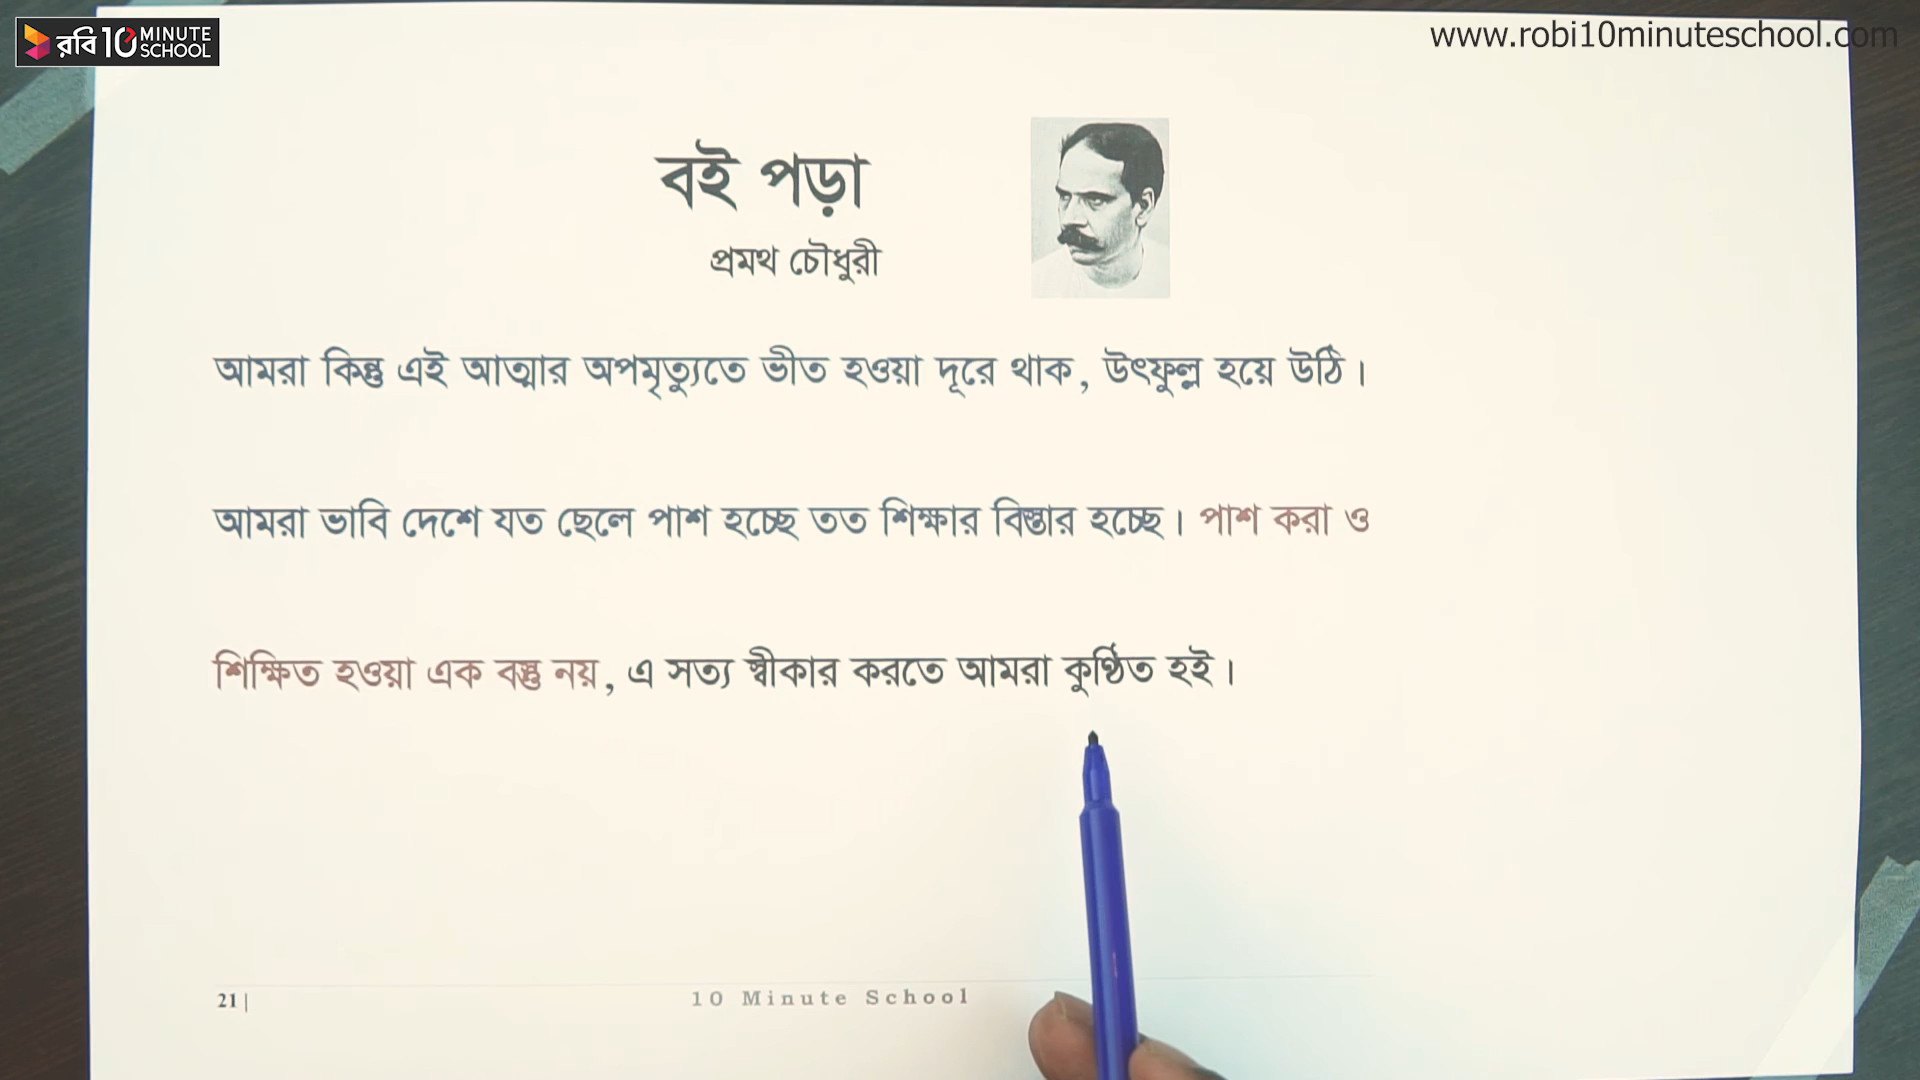 রবি 10 MINUTE SCHOOL
www.robi10minuteschool.com
বই পড়া
প্রমথ চৌধুরী
আমরা কিন্তু এই আত্মার অপমৃত্যুতে ভীত হওয়া দূরে থাক, উৎফুল্ল হয়ে উঠি।
আমরা ভাবি দেশে যত ছেলে পাশ হচ্ছে তত শিক্ষার বিস্তার হচ্ছে। পাশ করা ও
শিক্ষিত হওয়া এক বস্তু নয়, এ সত্য স্বীকার করতে আমরা কুণ্ঠিত হই।
21 |
10 Minute School